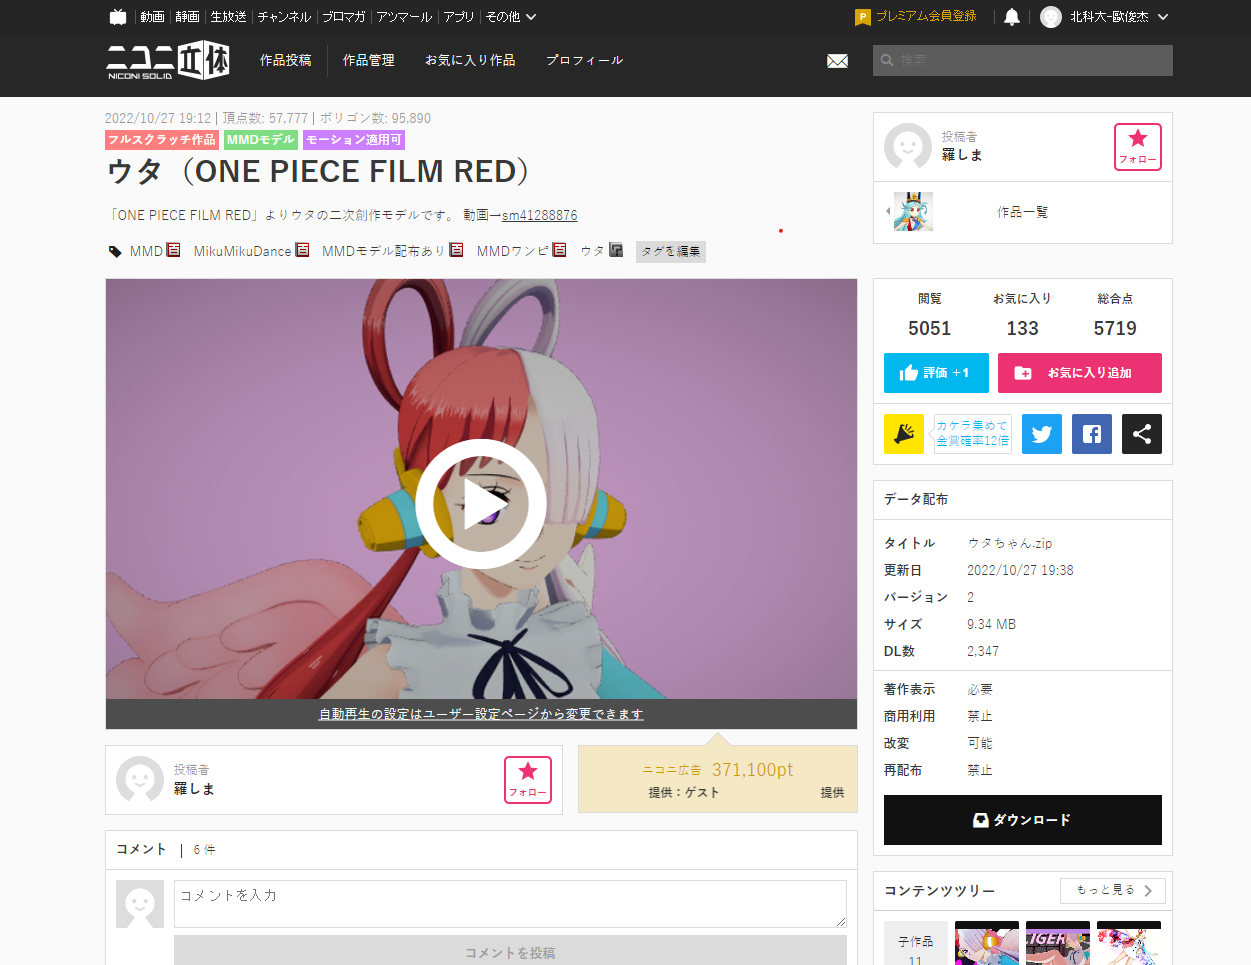 動画 静画 生放送 チャンネル ブロマガ アツマール アプリ その他
プレミアム会員登録
北科大-歐俊杰
ニコニ立体
NICONI SOLID
作品投稿 作品管理 お気に入り作品 プロフィール
検索
2022/10/27 19:12 | 頂点数: 57,777 | ポリゴン数: 95,890
フルスクラッチ作品 MMDモデル モーション適用可
ウタ（ONE PIECE FILM RED）
「ONE PIECE FILM RED」よりウタの二次創作モデルです。 動画→sm41288876
MMD MikuMikuDance MMDモデル配布あり MMDワンピ ウタ タグを編集
自動再生の設定はユーザー設定ページから変更できます
投稿者
羅しま
フォロー
ニコニ広告 371,100pt
提供：ゲスト 提供
コメント | 6 件
コメントを入力
コメントを投稿
投稿者
羅しま
フォロー
作品一覧
閲覧 お気に入り 総合点
5051 133 5719
評価 +1 お気に入り追加
カケラ集めて
金賞確率12倍
データ配布
タイトル ウタちゃん.zip
更新日 2022/10/27 19:38
バージョン 2
サイズ 9.34 MB
DL数 2,347
著作表示 必要
商用利用 禁止
改変 可能
再配布 禁止
ダウンロード
コンテンツツリー もっと見る
子作品
11